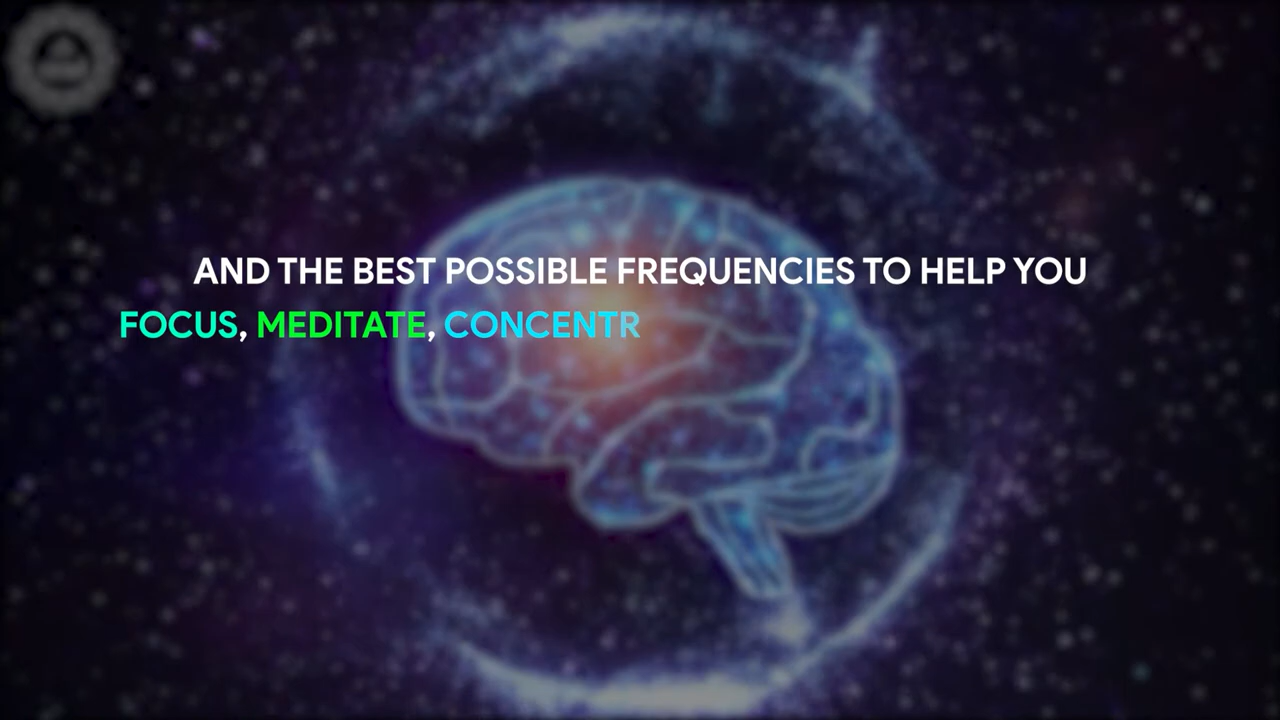 AND THE BEST POSSIBLE FREQUENCIES TO HELP YOU
FOCUS, MEDITATE, CONCENTR